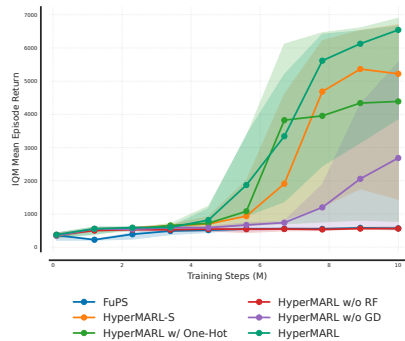 7000
6000
5000
4000
3000
2000
1000
0
IQM Mean Episode Return
0 2 4 6 8 10
Training Steps (M)
FuPS HyperMARL w/o RF
HyperMARL-S HyperMARL w/o GD
HyperMARL w/ One-Hot HyperMARL